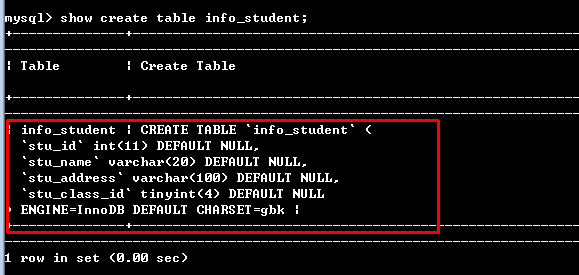 mysql> show create table info_student;
+--------------+-----------------------------------------------------
| Table | Create Table
+--------------+-----------------------------------------------------
| info_student | CREATE TABLE `info_student` (
`stu_id` int(11) DEFAULT NULL,
`stu_name` varchar(20) DEFAULT NULL,
`stu_address` varchar(100) DEFAULT NULL,
`stu_class_id` tinyint(4) DEFAULT NULL
) ENGINE=InnoDB DEFAULT CHARSET=gbk |
+--------------+-----------------------------------------------------
1 row in set (0.00 sec)